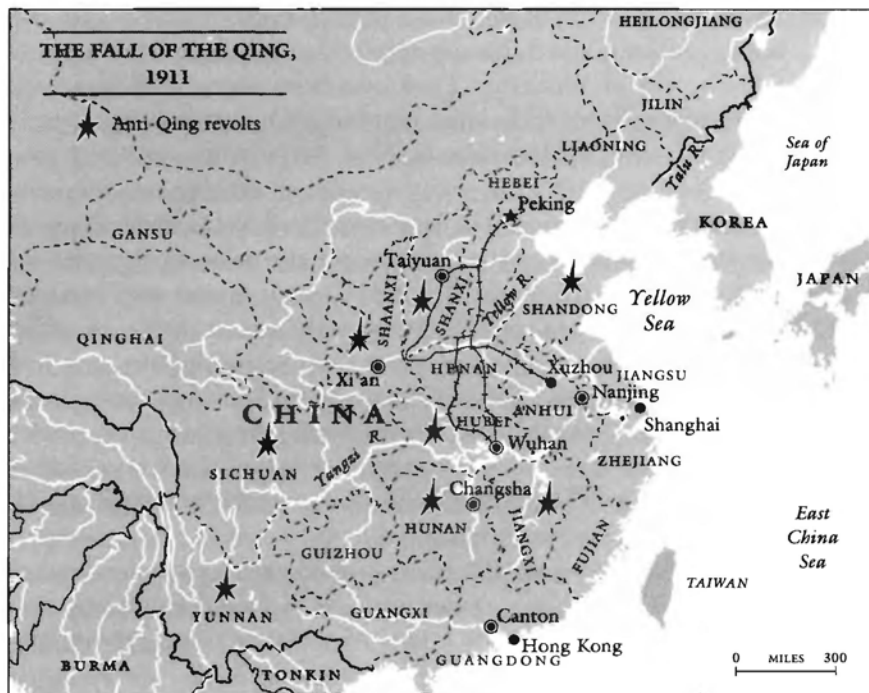 THE FALL OF THE QING,
1911
Anti-Qing revolts
HEILONGJIANG
JILIN
LIAONING
Yalu R.
Sea of
Japan
HEBEI
Peking
KOREA
GANSU
Taiyuan
SHAANXI
SHANXI
Yellow R.
SHANDONG
Yellow
Sea
JAPAN
QINGHAI
Xi'an
HENAN
Xuzhou
JIANGSU
Nanjing
CHINA
ANHUI
HUBEI
Shanghai
Wuhan
R.
Yangzi
SICHUAN
ZHEJIANG
Changsha
HUNAN
JIANGXI
FUJIAN
East
China
Sea
GUIZHOU
TAIWAN
YUNNAN
GUANGXI
Canton
Hong Kong
GUANGDONG
BURMA
TONKIN
0 MILES 300